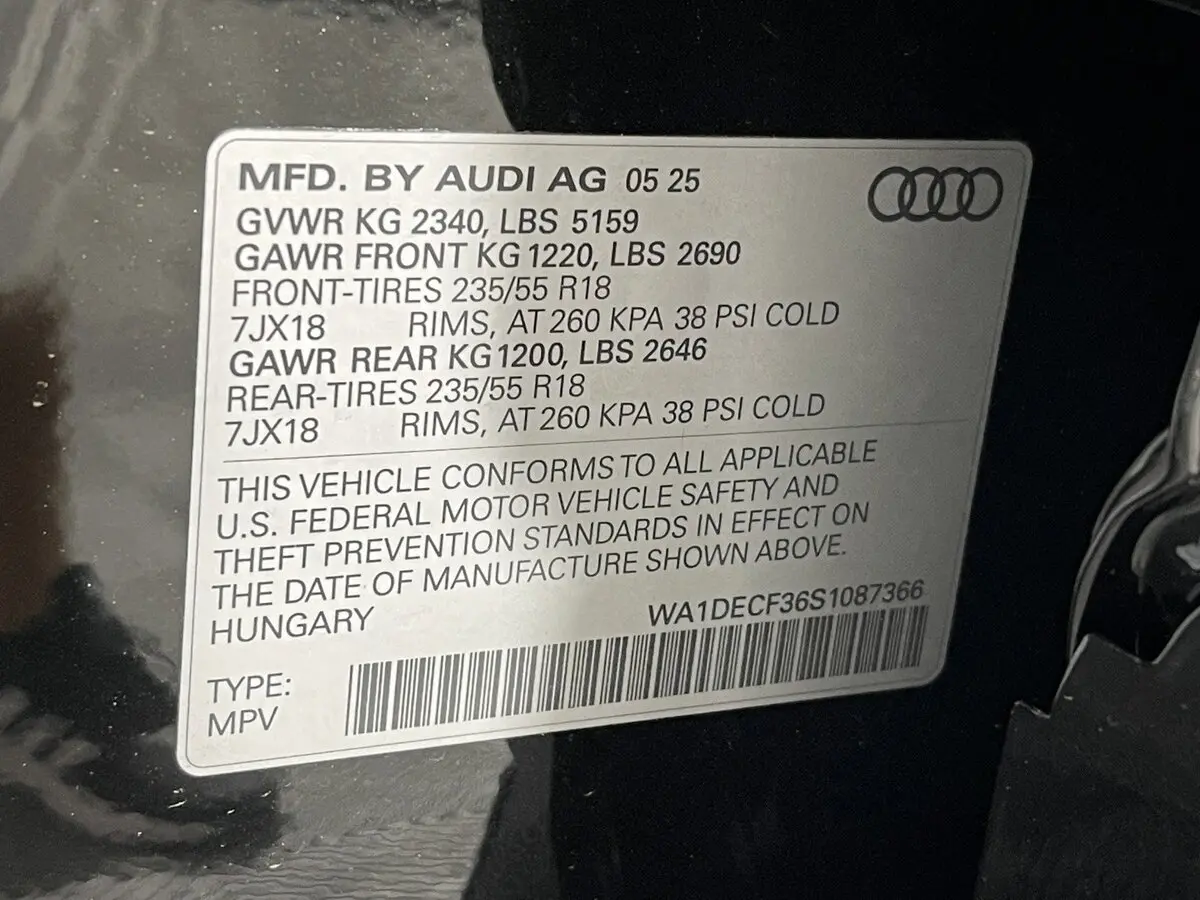 MFD. BY AUDI AG 05 25
GVWR KG 2340, LBS 5159
GAWR FRONT KG 1220, LBS 2690
FRONT-TIRES 235/55 R18
7JX18 RIMS, AT 260 KPA 38 PSI COLD
GAWR REAR KG 1200, LBS 2646
REAR-TIRES 235/55 R18
7JX18 RIMS, AT 260 KPA 38 PSI COLD
THIS VEHICLE CONFORMS TO ALL APPLICABLE
U.S. FEDERAL MOTOR VEHICLE SAFETY AND
THEFT PREVENTION STANDARDS IN EFFECT ON
THE DATE OF MANUFACTURE SHOWN ABOVE.
HUNGARY WA1DECF36S1087366
TYPE:
MPV